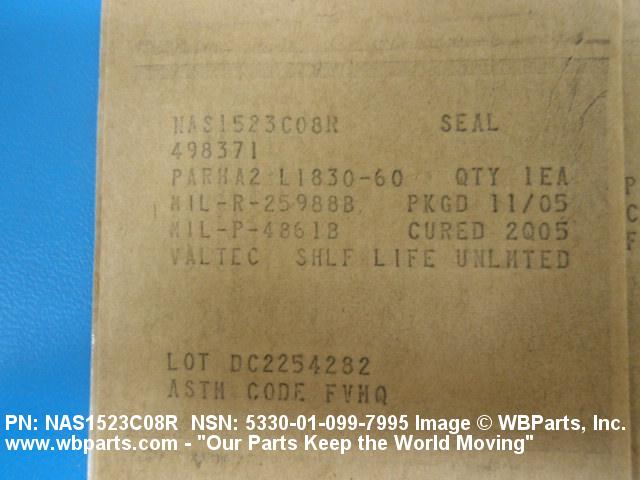 NAS1523C08R SEAL
498371
PARHA2 L1830-60 QTY 1EA
MIL-R-25988B PKGD 11/05
MIL-P-4861B CURED 2Q05
VALTEC SHLF LIFE UNLMTED
LOT DC2254282
ASTM CODE FVMQ
PN: NAS1523C08R NSN: 5330-01-099-7995 Image © WBParts, Inc.
www.wbparts.com - "Our Parts Keep the World Moving"